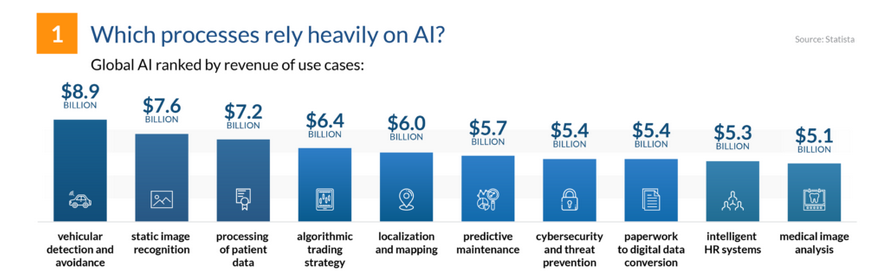 1
Which processes rely heavily on AI?
Source: Statista
Global AI ranked by revenue of use cases:
$8.9
BILLION
$7.6
BILLION
$7.2
BILLION
$6.4
BILLION
$6.0
BILLION
$5.7
BILLION
$5.4
BILLION
$5.4
BILLION
$5.3
BILLION
$5.1
BILLION
vehicular
detection and
avoidance
static image
recognition
processing
of patient
data
algorithmic
trading
strategy
localization
and mapping
predictive
maintenance
cybersecurity
and threat
prevention
paperwork
to digital data
conversion
intelligent
HR systems
medical image
analysis